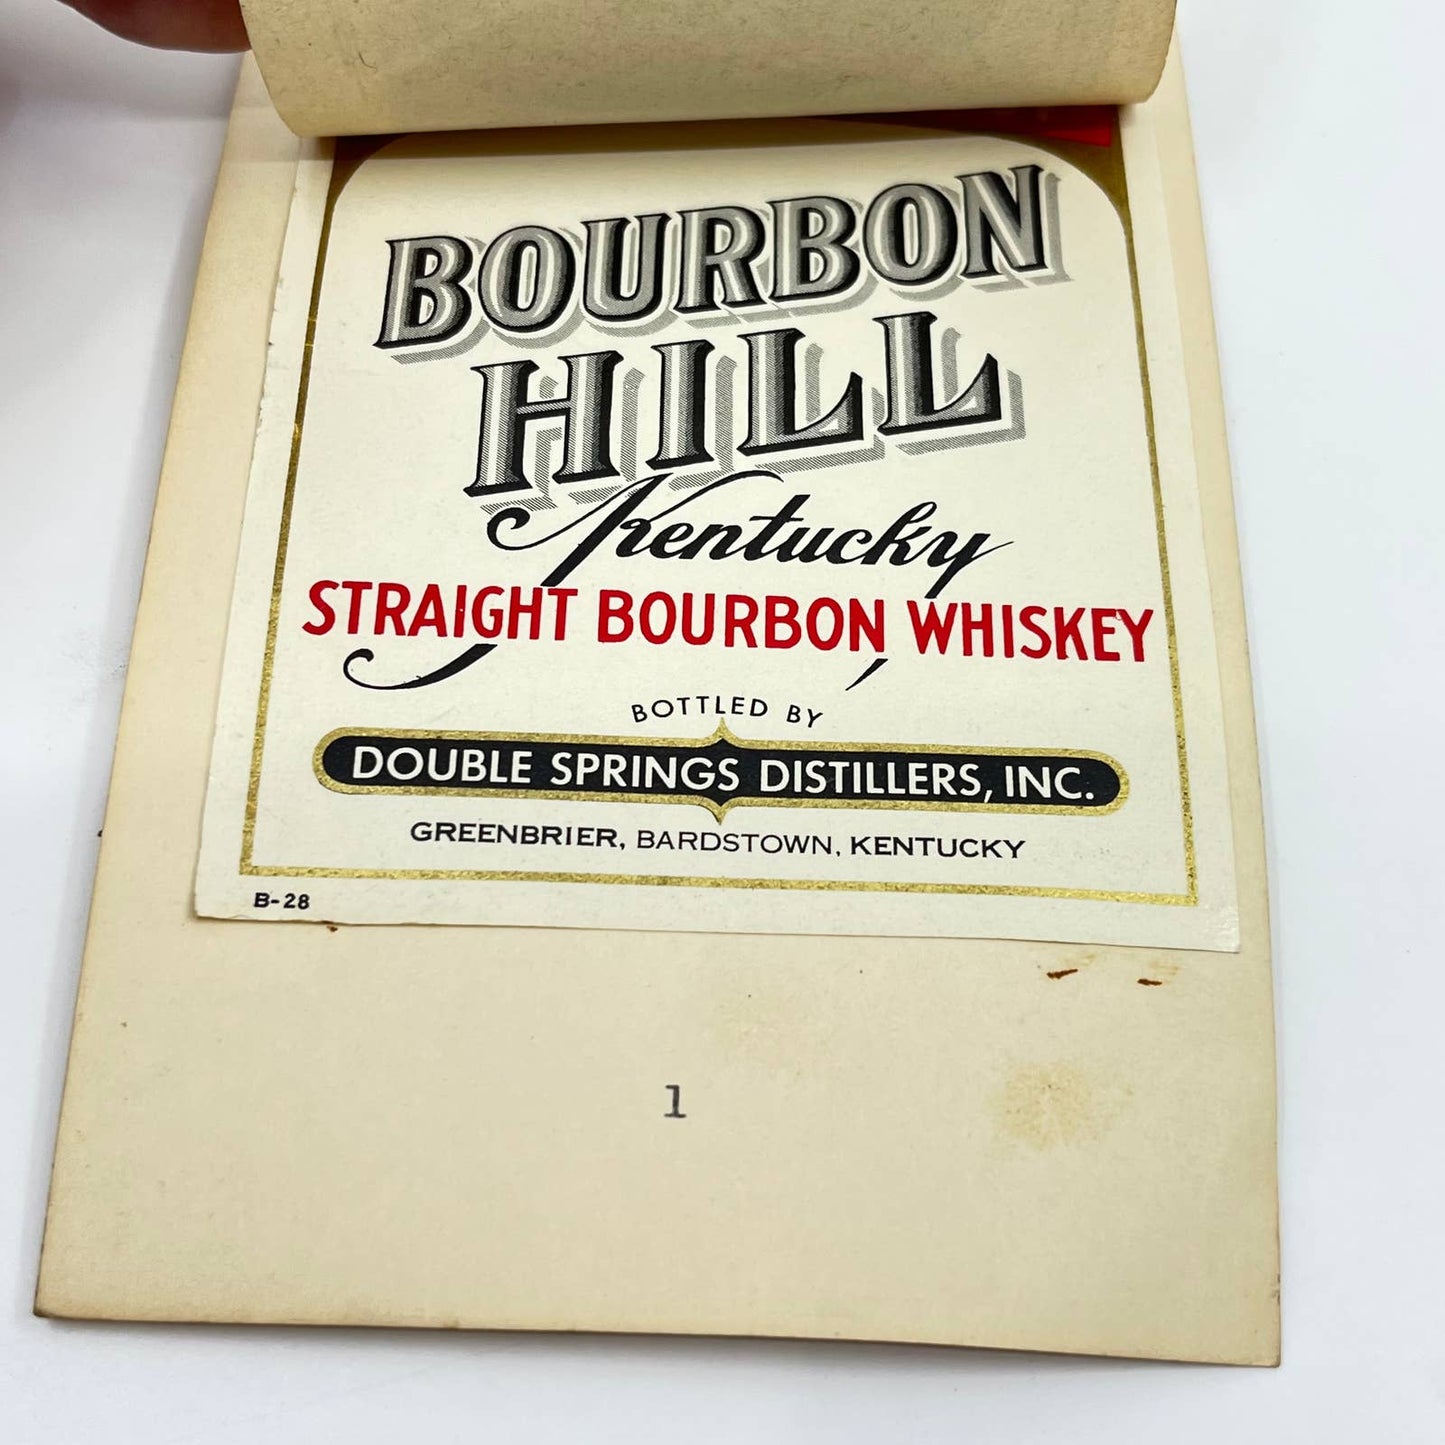 BOURBON
HILL
Kentucky
STRAIGHT BOURBON WHISKEY
BOTTLED BY
DOUBLE SPRINGS DISTILLERS, INC.
GREENBRIER, BARDSTOWN, KENTUCKY
B-28
1